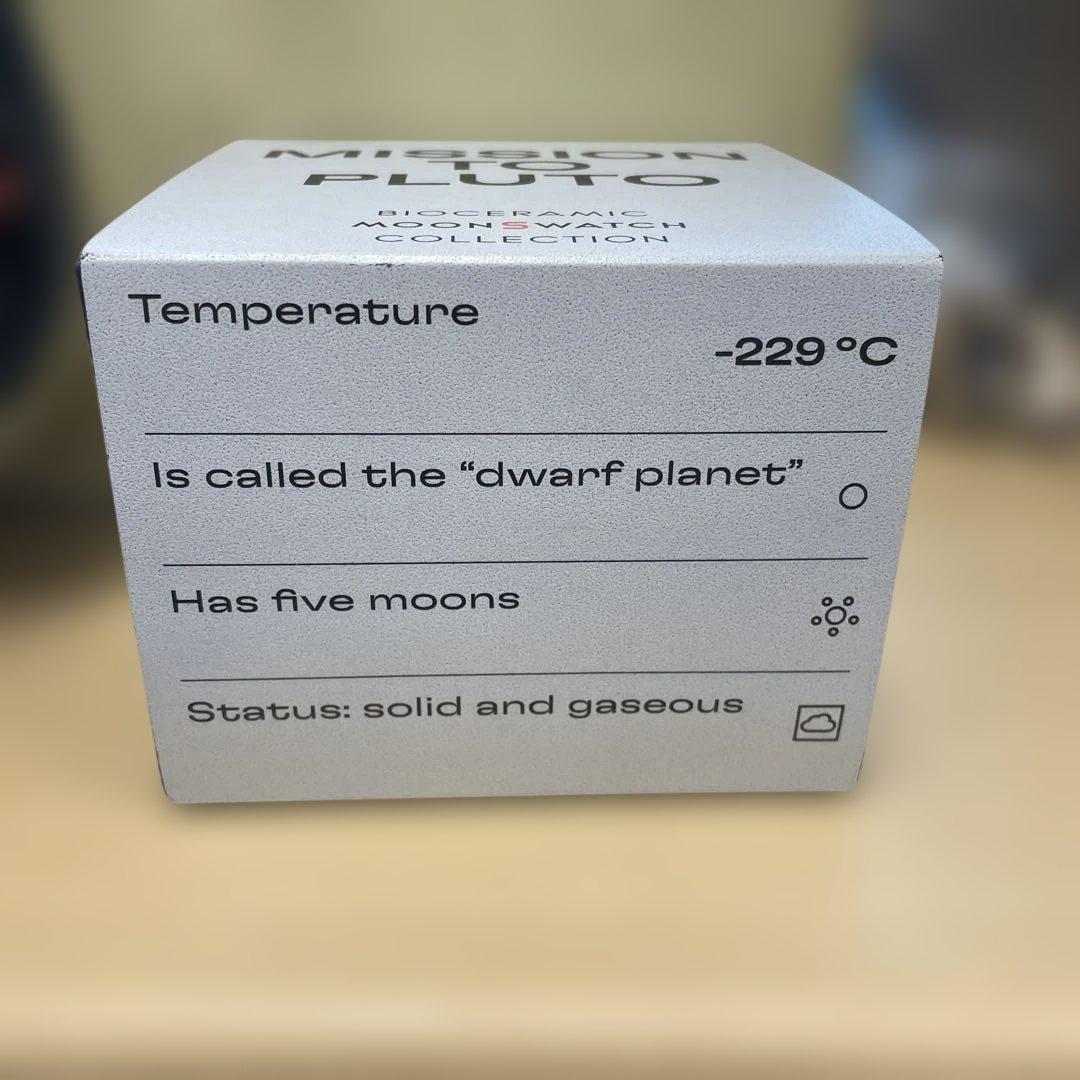 MISSION
TO
PLUTO
BIOCERAMIC
MOONSWATCH
COLLECTION
Temperature
-229 °C
Is called the “dwarf planet”
Has five moons
Status: solid and gaseous